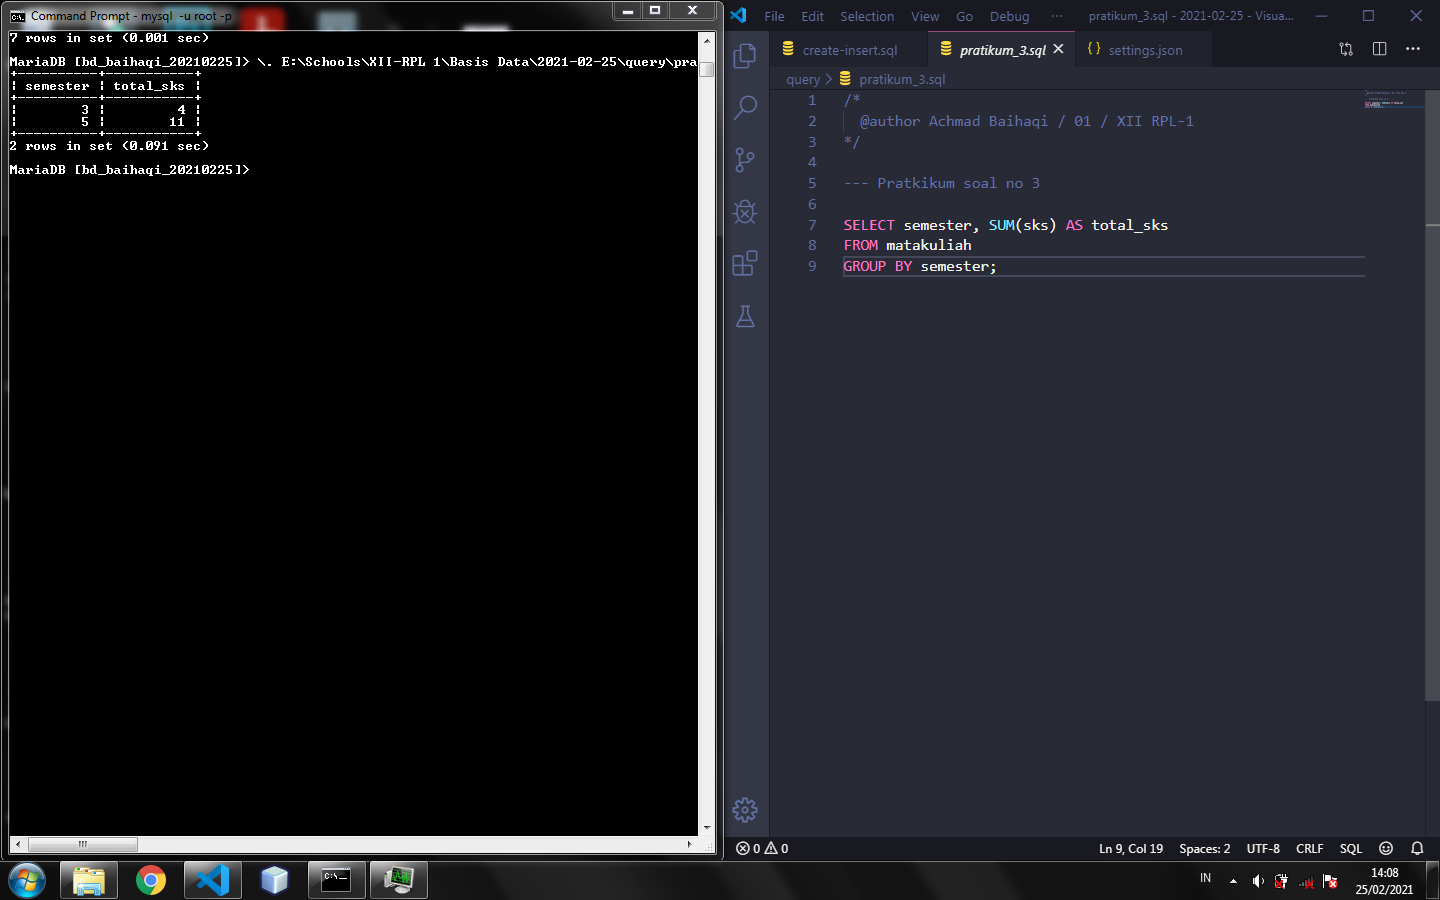 Command Prompt - mysql  -u root -p
7 rows in set (0.001 sec)
MariaDB [bd_baihaqi_20210225]> \. E:\Schools\XII-RPL 1\Basis Data\2021-02-25\query\pra
+----------+-----------+
| semester | total_sks |
+----------+-----------+
|        3 |         4 |
|        5 |        11 |
+----------+-----------+
2 rows in set (0.091 sec)
MariaDB [bd_baihaqi_20210225]>
File Edit Selection View Go Debug ··· pratikum_3.sql - 2021-02-25 - Visua...
create-insert.sql pratikum_3.sql {} settings.json
query > pratikum_3.sql
1 /*
2 @author Achmad Baihaqi / 01 / XII RPL-1
3 */
4
5 --- Pratkikum soal no 3
6
7 SELECT semester, SUM(sks) AS total_sks
8 FROM matakuliah
9 GROUP BY semester;
0 0 Ln 9, Col 19 Spaces: 2 UTF-8 CRLF SQL
IN 14:08
25/02/2021